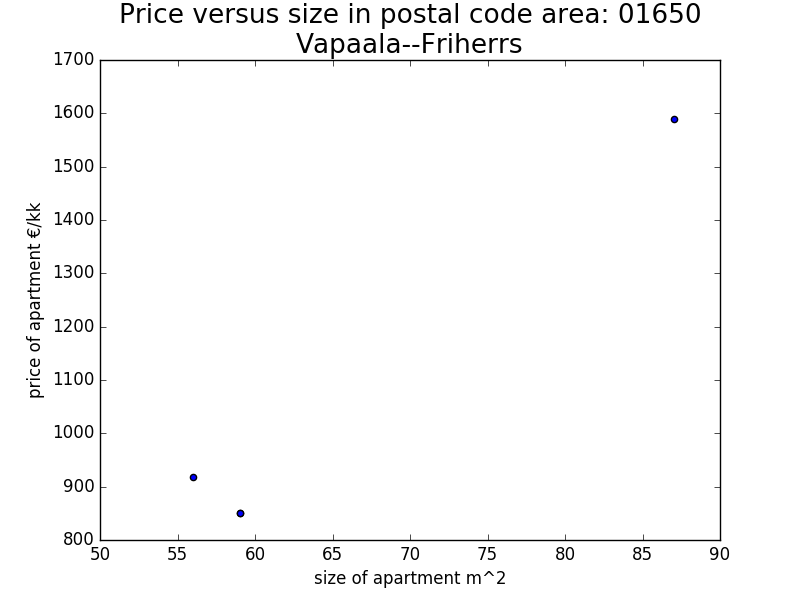 Price versus size in postal code area: 01650
Vapaala--Friherrs
1700
1600
1500
1400
1300
1200
1100
1000
900
800
price of apartment €/kk
50 55 60 65 70 75 80 85 90
size of apartment m^2